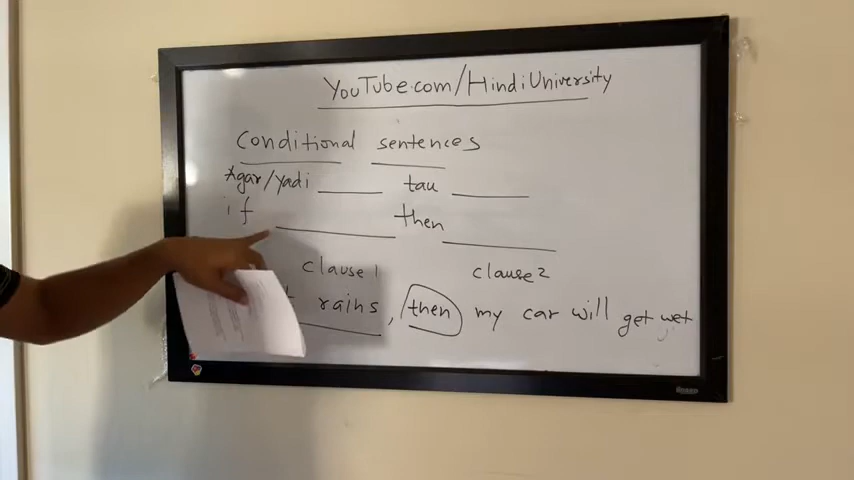 YouTube.com/HindiUniversity
Conditional sentences
Agar/Yadi ____ tau ____
if ____ then ____
clause 1 clause 2
rains, then my car will get wet